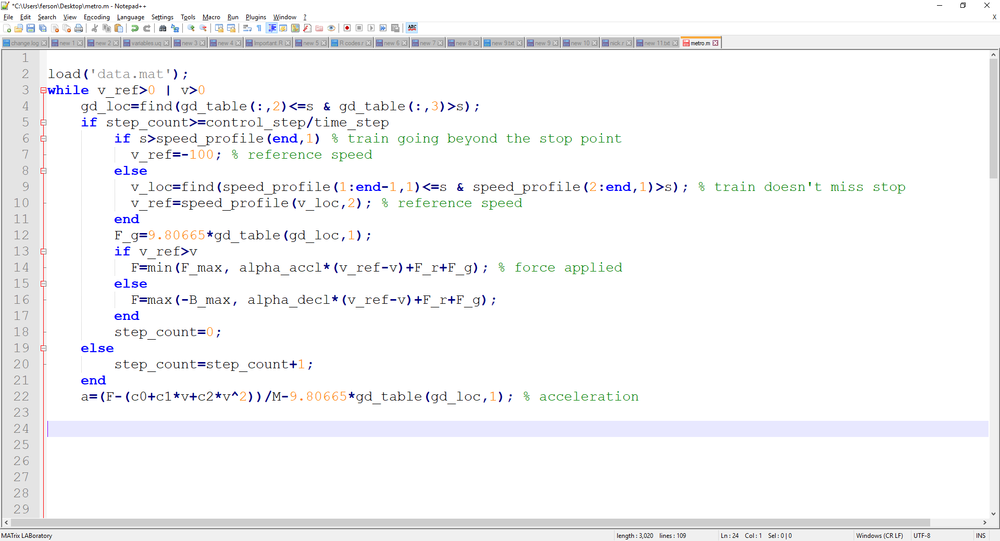 *C:\Users\ferson\Desktop\metro.m - Notepad++
File Edit Search View Encoding Language Settings Tools Macro Run Plugins Window ? X
ABC
change.log new 1 new 2 variables.uq new 3 new 4 Important.R new 5 R codes.r new 6 new 7 new 8 new 9.txt new 9 new 10 nick.r new 11.txt metro.m
1
2 load('data.mat');
3 while v_ref>0 | v>0
4 gd_loc=find(gd_table(:,2)<=s & gd_table(:,3)>s);
5 if step_count>=control_step/time_step
6 if s>speed_profile(end,1) % train going beyond the stop point
7 v_ref=-100; % reference speed
8 else
9 v_loc=find(speed_profile(1:end-1,1)<=s & speed_profile(2:end,1)>s); % train doesn't miss stop
10 v_ref=speed_profile(v_loc,2); % reference speed
11 end
12 F_g=9.80665*gd_table(gd_loc,1);
13 if v_ref>v
14 F=min(F_max, alpha_accl*(v_ref-v)+F_r+F_g); % force applied
15 else
16 F=max(-B_max, alpha_decl*(v_ref-v)+F_r+F_g);
17 end
18 step_count=0;
19 else
20 step_count=step_count+1;
21 end
22 a=(F-(c0+c1*v+c2*v^2))/M-9.80665*gd_table(gd_loc,1); % acceleration
23
24
25
26
27
28
29
MATrix LABoratory length : 3,020 lines : 109 Ln : 24 Col : 1 Sel : 0 | 0 Windows (CR LF) UTF-8 INS